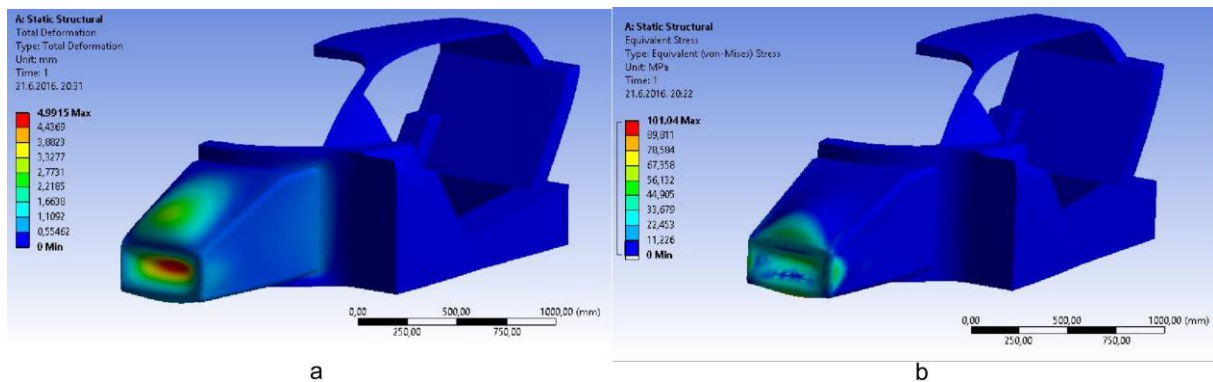 A: Static Structural
Total Deformation
Type: Total Deformation
Unit: mm
Time: 1
21.6.2016. 20:31
4,9915 Max
4,4369
3,8823
3,3277
2,7731
2,2185
1,6638
1,1092
0,55462
0 Min
0,00 500,00 1000,00 (mm)
250,00 750,00
a
A: Static Structural
Equivalent Stress
Type: Equivalent (von-Mises) Stress
Unit: MPa
Time: 1
21.6.2016. 20:22
101,04 Max
89,811
78,584
67,358
56,132
44,905
33,679
22,453
11,226
0 Min
0,00 500,00 1000,00 (mm)
250,00 750,00
b